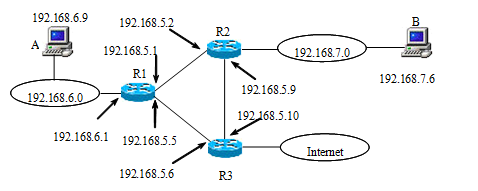 192.168.6.9
192.168.5.2
R2
B
A
192.168.5.1
192.168.7.0
R1
192.168.7.6
192.168.6.0
192.168.5.9
192.168.5.10
192.168.6.1
192.168.5.5
Internet
192.168.5.6
R3